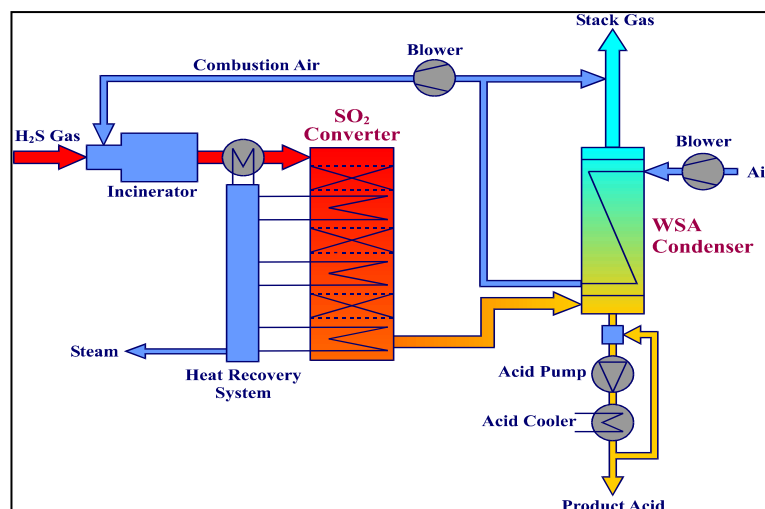 Stack Gas
Blower
Combustion Air
SO₂
Converter
H₂S Gas
Blower
Incinerator
Ai
WSA
Condenser
Steam
Heat Recovery
System
Acid Pump
Acid Cooler
Product Acid